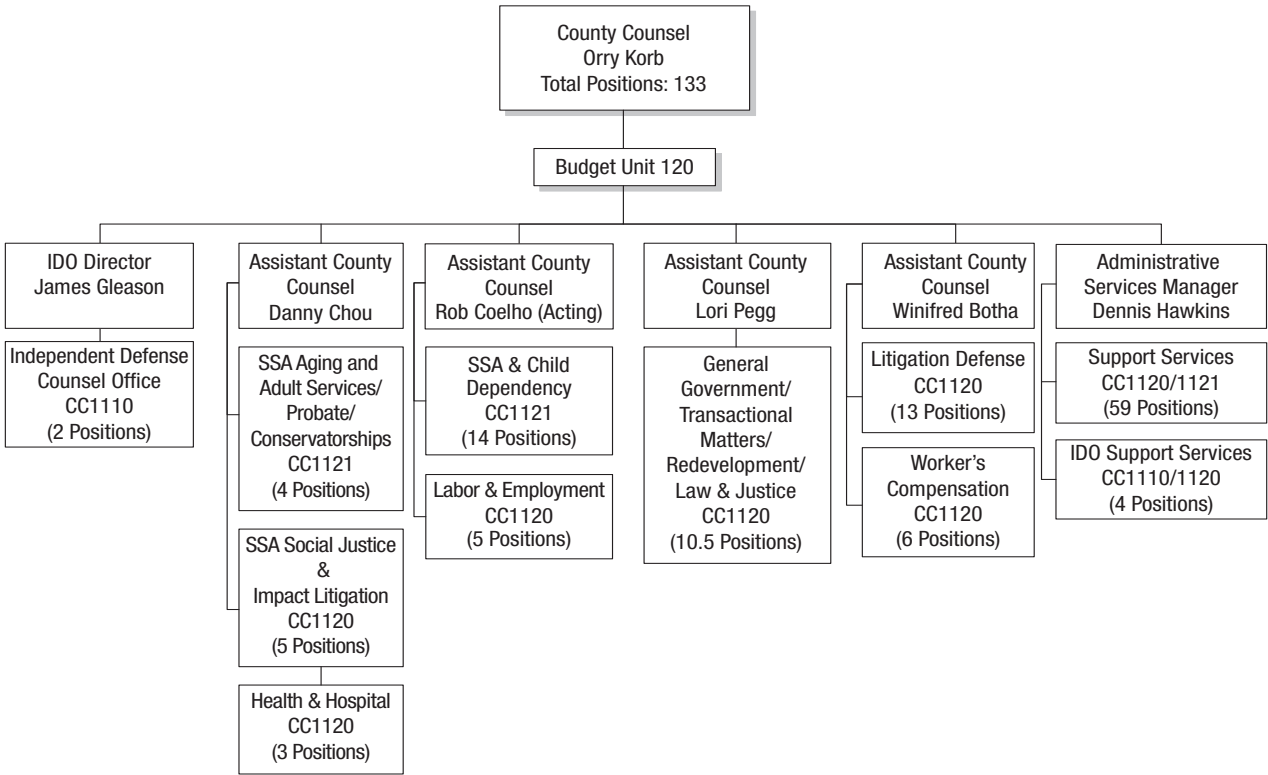 County Counsel
Orry Korb
Total Positions: 133
Budget Unit 120
IDO Director
James Gleason
Independent Defense
Counsel Office
CC1110
(2 Positions)
Assistant County
Counsel
Danny Chou
SSA Aging and
Adult Services/
Probate/
Conservatorships
CC1121
(4 Positions)
SSA Social Justice
&
Impact Litigation
CC1120
(5 Positions)
Health & Hospital
CC1120
(3 Positions)
Assistant County
Counsel
Rob Coelho (Acting)
SSA & Child
Dependency
CC1121
(14 Positions)
Labor & Employment
CC1120
(5 Positions)
Assistant County
Counsel
Lori Pegg
General
Government/
Transactional
Matters/
Redevelopment/
Law & Justice
CC1120
(10.5 Positions)
Assistant County
Counsel
Winifred Botha
Litigation Defense
CC1120
(13 Positions)
Worker's
Compensation
CC1120
(6 Positions)
Administrative
Services Manager
Dennis Hawkins
Support Services
CC1120/1121
(59 Positions)
IDO Support Services
CC1110/1120
(4 Positions)